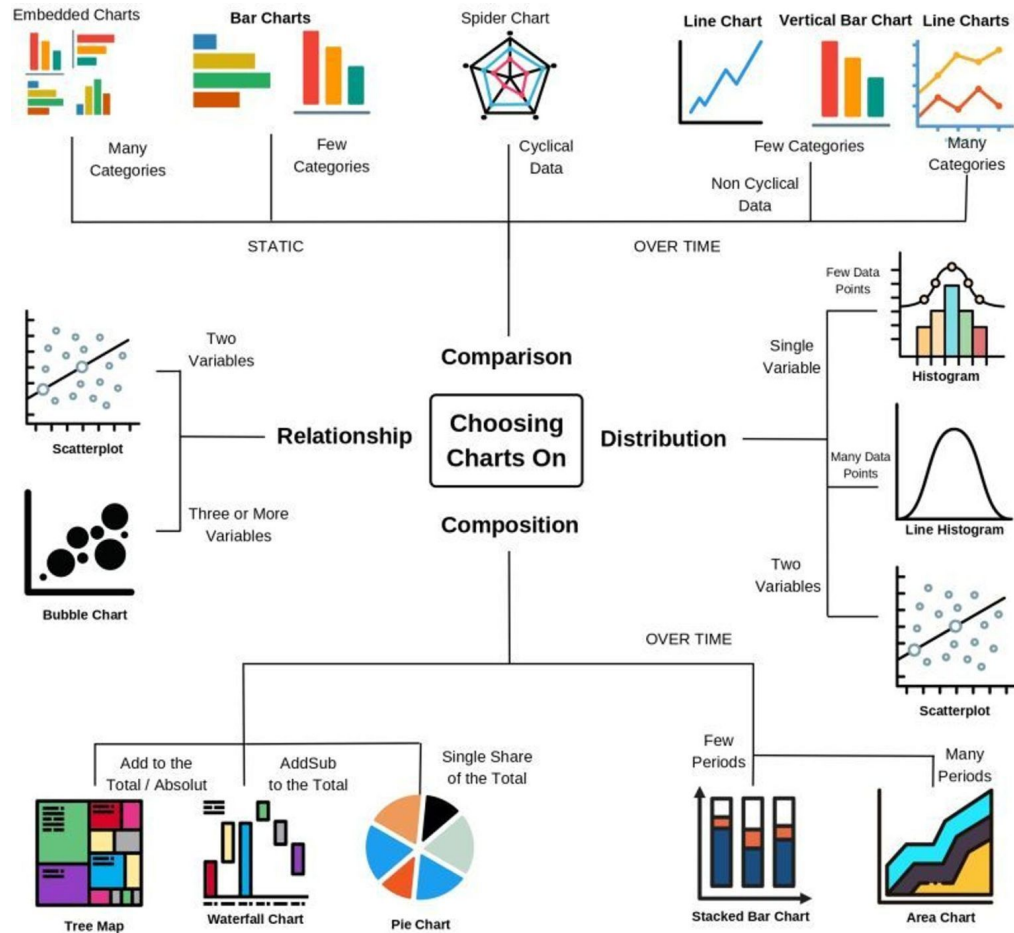 Embedded Charts
Bar Charts
Spider Chart
Line Chart
Vertical Bar Chart
Line Charts
Many
Categories
Few
Categories
Cyclical
Data
Few Categories
Many
Categories
Non Cyclical
Data
STATIC
OVER TIME
Few Data
Points
Two
Variables
Single
Variable
Comparison
Histogram
Choosing
Charts On
Relationship
Distribution
Scatterplot
Many Data
Points
Three or More
Variables
Composition
Line Histogram
Bubble Chart
Two
Variables
OVER TIME
Scatterplot
Add to the
Total / Absolut
AddSub
to the Total
Single Share
of the Total
Few
Periods
Many
Periods
Tree Map
Waterfall Chart
Pie Chart
Stacked Bar Chart
Area Chart